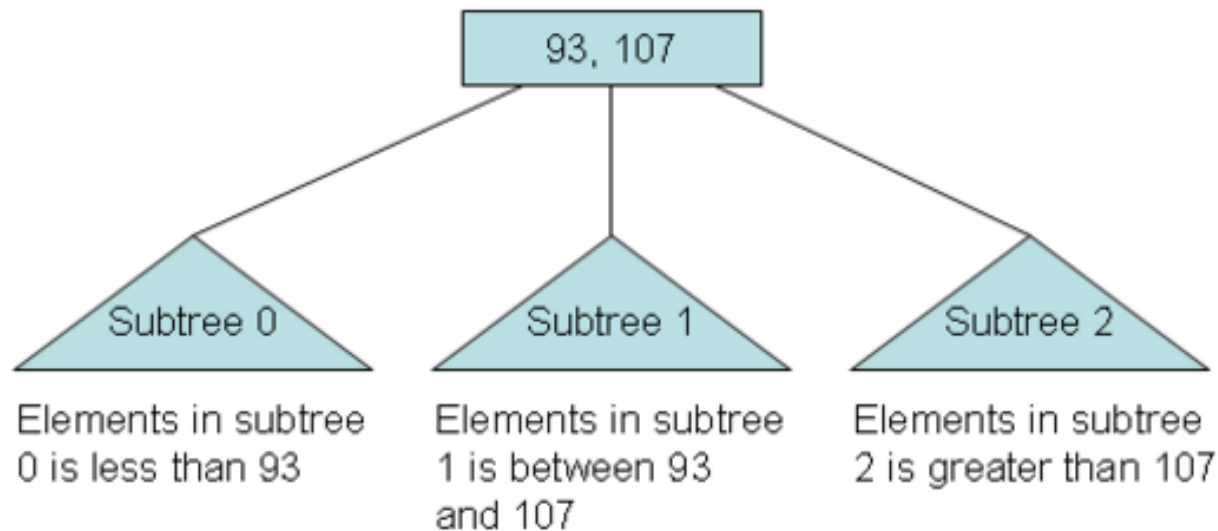 93, 107
Subtree 0
Subtree 1
Subtree 2
Elements in subtree
0 is less than 93
Elements in subtree
1 is between 93
and 107
Elements in subtree
2 is greater than 107